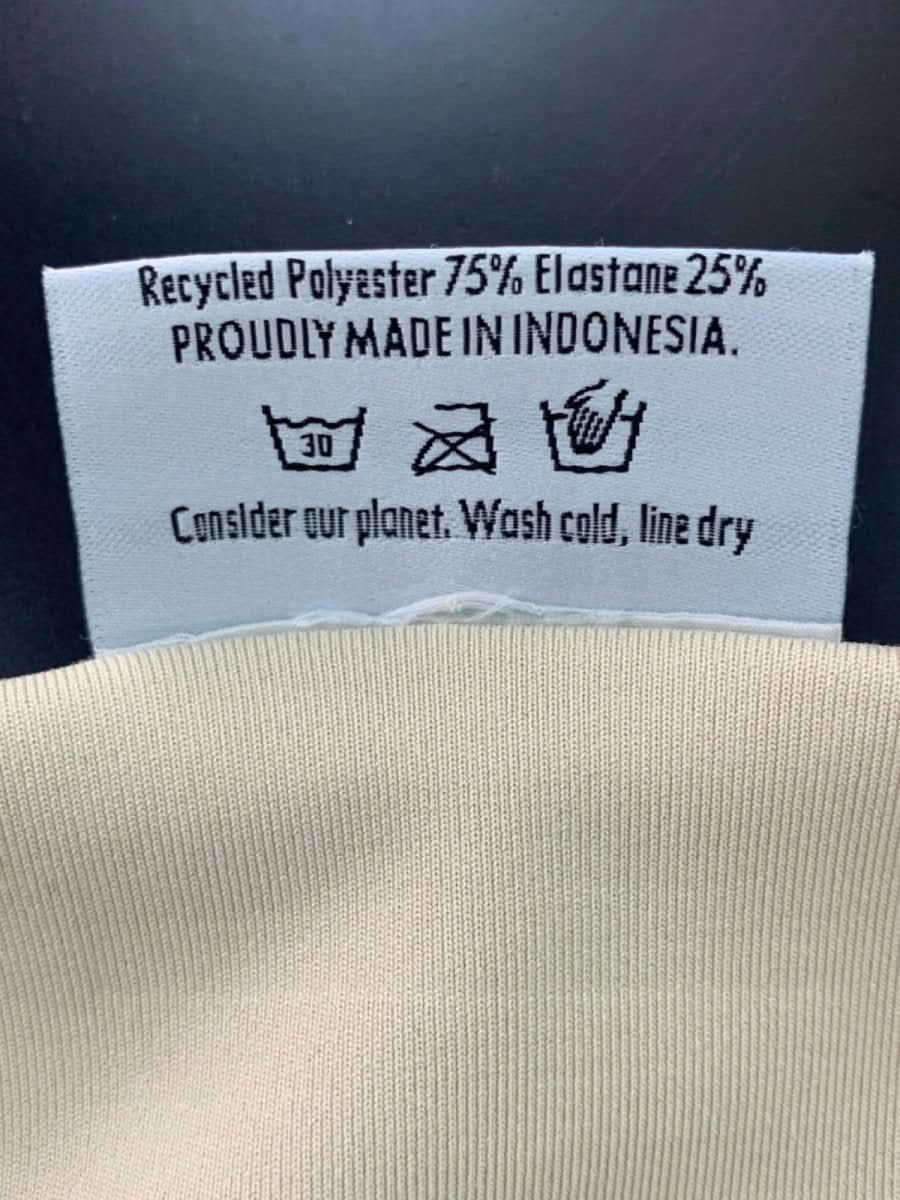 Recycled Polyester 75% Elastane 25%
PROUDLY MADE IN INDONESIA.
30
Consider our planet. Wash cold, line dry